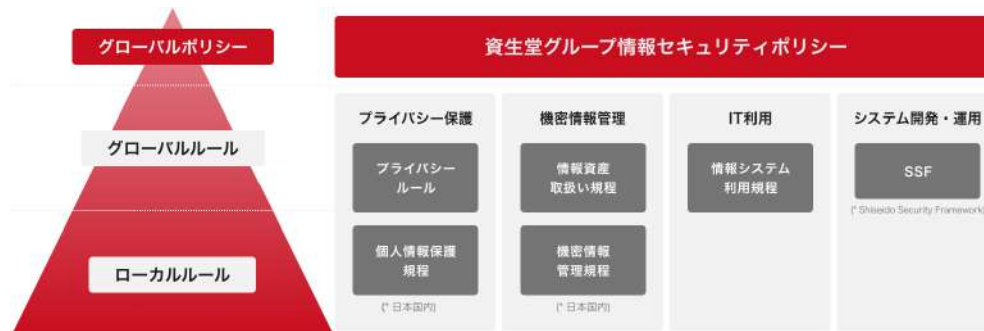 グローバルポリシー
資生堂グループ情報セキュリティポリシー
グローバルルール
ローカルルール
プライバシー保護
プライバシー
ルール
個人情報保護
規程
(* 日本国内)
機密情報管理
情報資産
取扱い規程
機密情報
管理規程
(* 日本国内)
IT利用
情報システム
利用規程
システム開発・運用
SSF
(* Shiseido Security Framework)